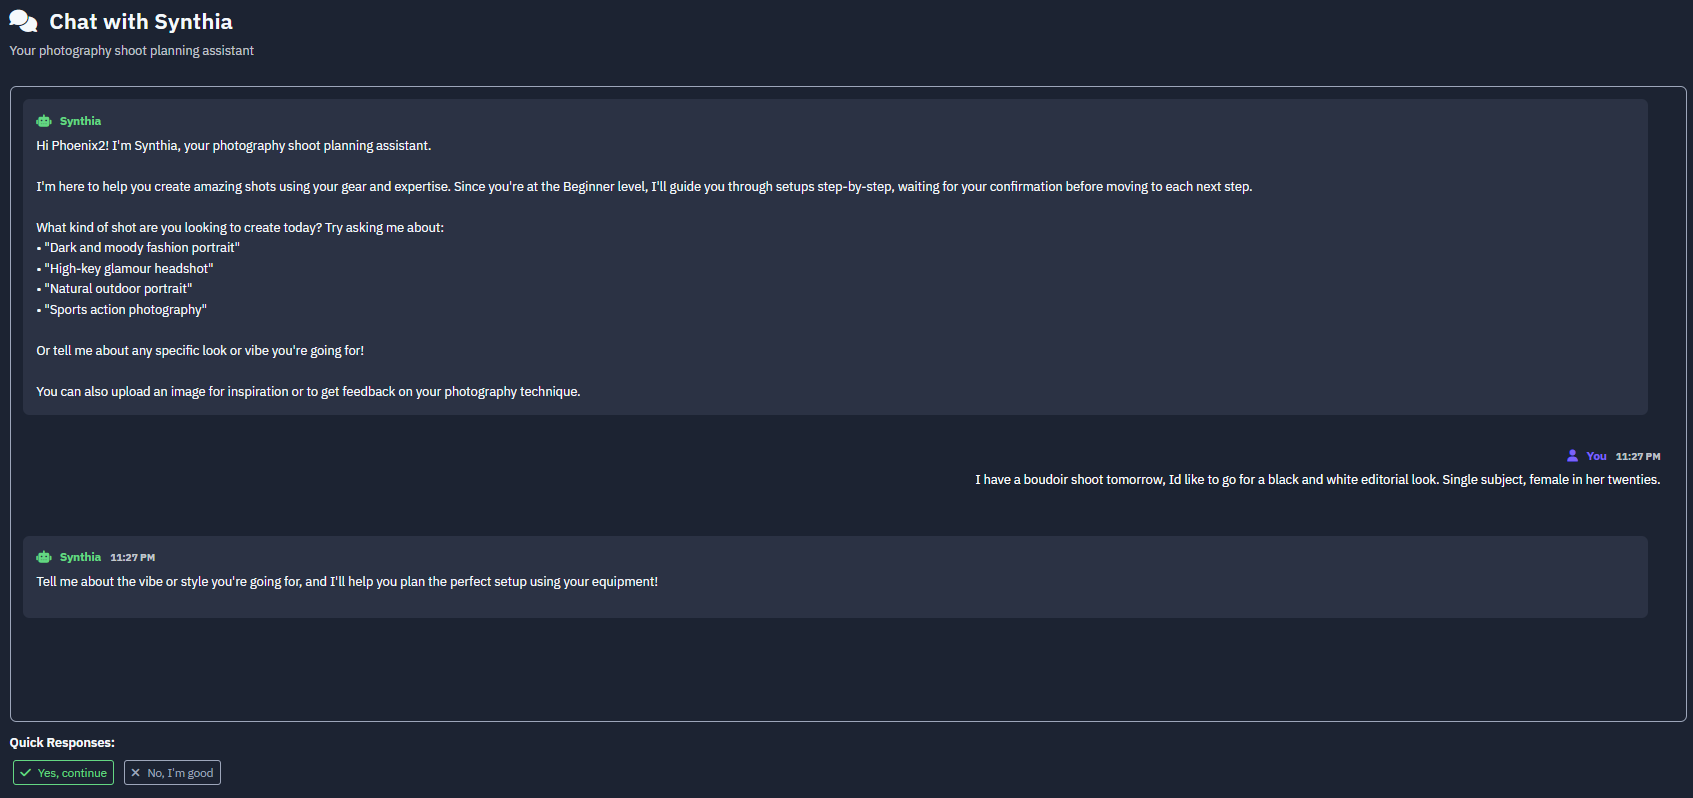 Chat with Synthia
Your photography shoot planning assistant
Synthia
Hi Phoenix2! I'm Synthia, your photography shoot planning assistant.
I'm here to help you create amazing shots using your gear and expertise. Since you're at the Beginner level, I'll guide you through setups step-by-step, waiting for your confirmation before moving to each next step.
What kind of shot are you looking to create today? Try asking me about:
• "Dark and moody fashion portrait"
• "High-key glamour headshot"
• "Natural outdoor portrait"
• "Sports action photography"
Or tell me about any specific look or vibe you're going for!
You can also upload an image for inspiration or to get feedback on your photography technique.
You 11:27 PM
I have a boudoir shoot tomorrow, Id like to go for a black and white editorial look. Single subject, female in her twenties.
Synthia 11:27 PM
Tell me about the vibe or style you're going for, and I'll help you plan the perfect setup using your equipment!
Quick Responses:
Yes, continue No, I'm good